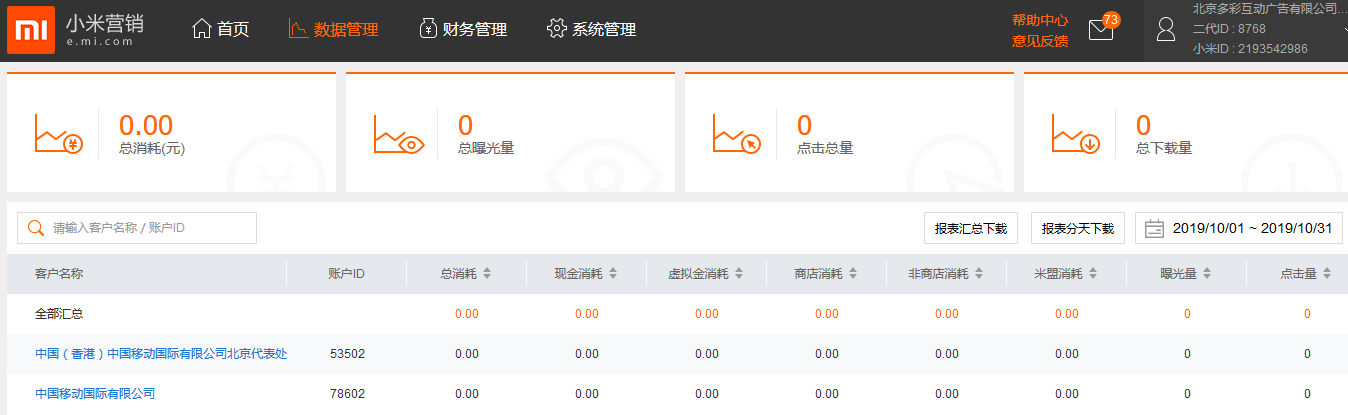 小米营销
e.mi.com
首页
数据管理
财务管理
系统管理
帮助中心
意见反馈
73
北京多彩互动广告有限公司...
二代ID : 8768
小米ID : 2193542986
0.00
总消耗(元)
0
总曝光量
0
点击总量
0
总下载量
请输入客户名称 / 账户ID
报表汇总下载
报表分天下载
2019/10/01 ~ 2019/10/31
客户名称 账户ID 总消耗 现金消耗 虚拟金消耗 商店消耗 非商店消耗 米盟消耗 曝光量 点击量
全部汇总 0.00 0.00 0.00 0.00 0.00 0.00 0 0
中国（香港）中国移动国际有限公司北京代表处 53502 0.00 0.00 0.00 0.00 0.00 0.00 0 0
中国移动国际有限公司 78602 0.00 0.00 0.00 0.00 0.00 0.00 0 0